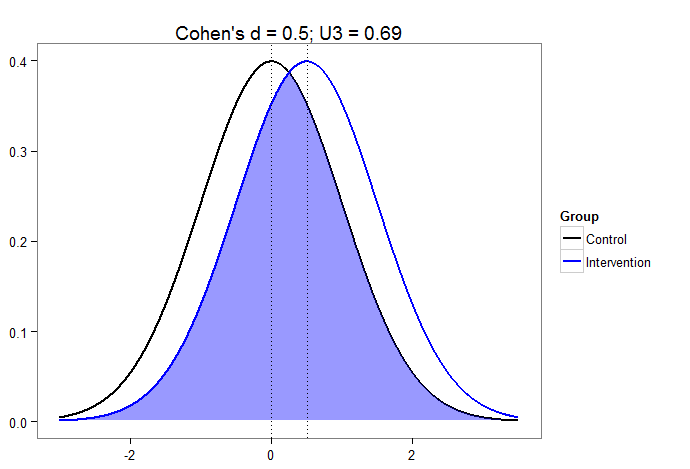 Cohen's d = 0.5; U3 = 0.69
0.4
0.3
0.2
0.1
0.0
-2
0
2
Group
Control
Intervention